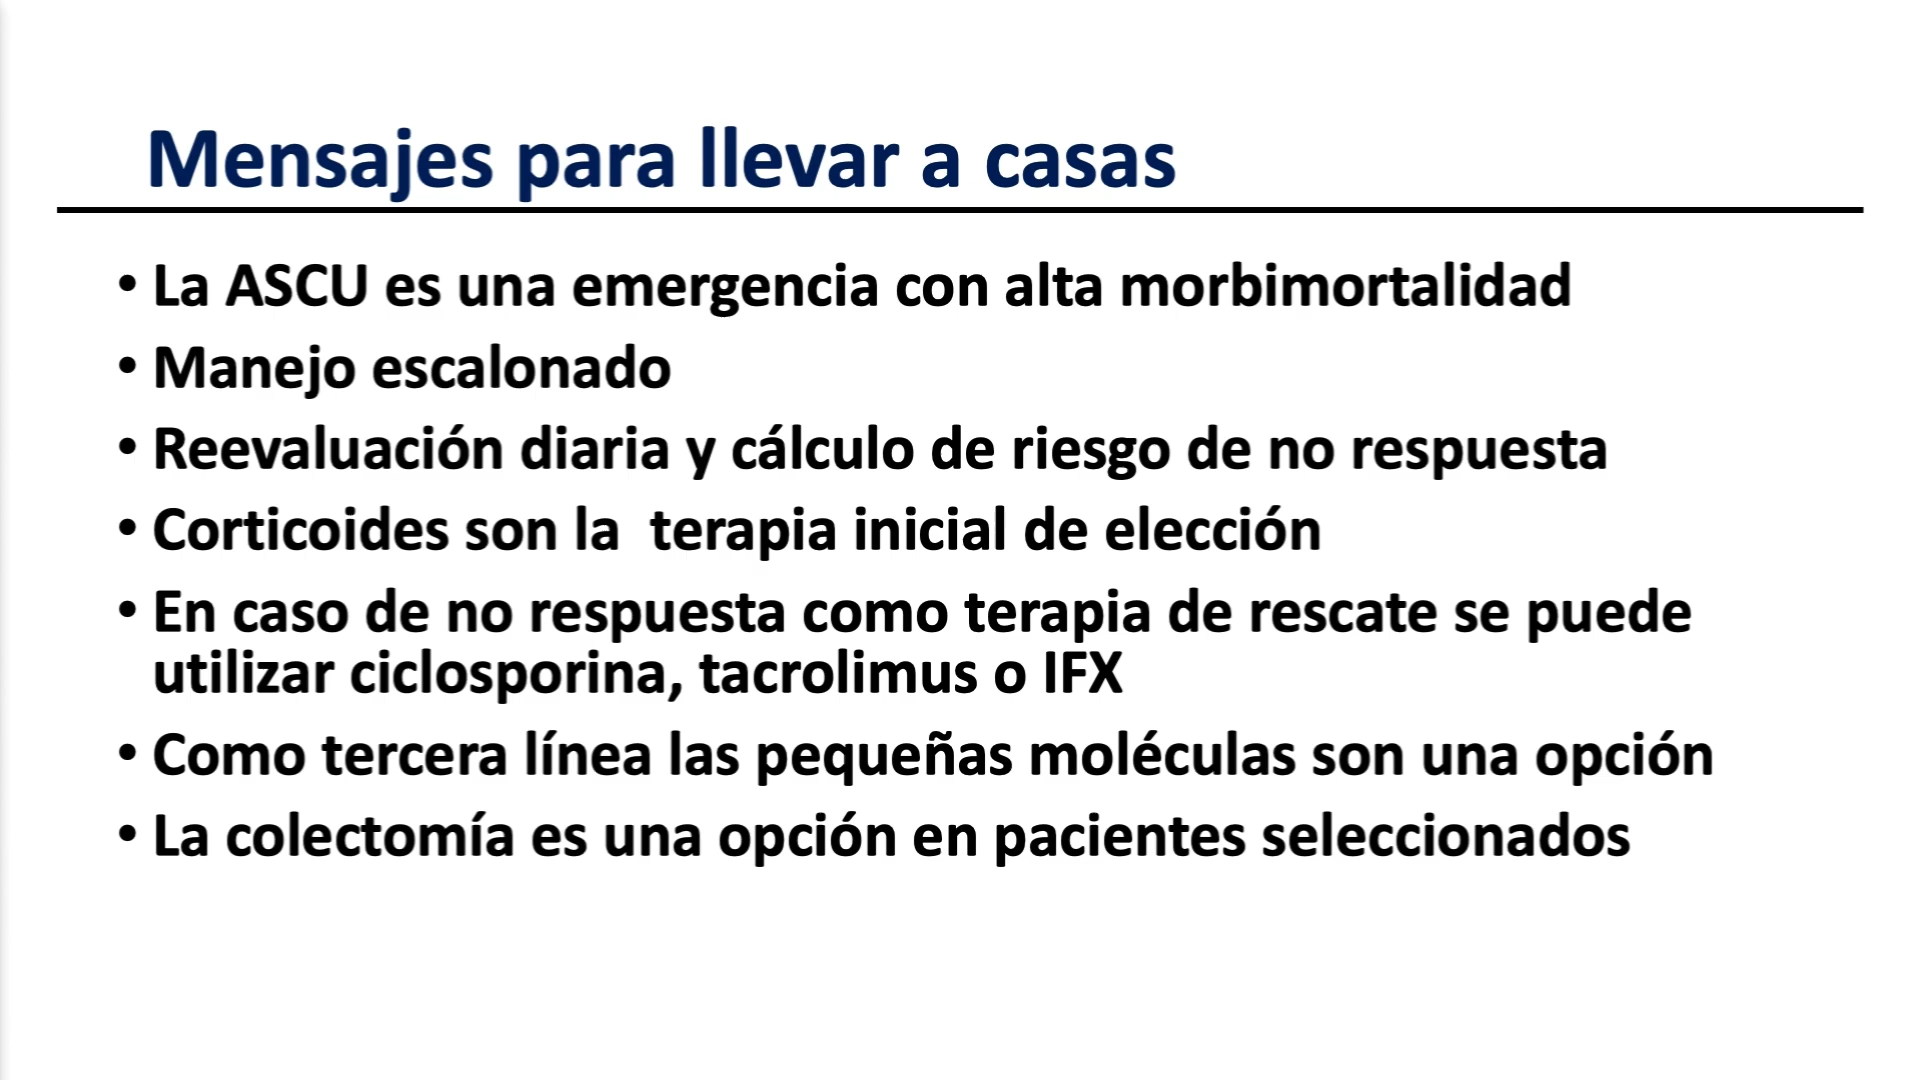 Mensajes para llevar a casas
• La ASCU es una emergencia con alta morbimortalidad
• Manejo escalonado
• Reevaluación diaria y cálculo de riesgo de no respuesta
• Corticoides son la  terapia inicial de elección
• En caso de no respuesta como terapia de rescate se puede
utilizar ciclosporina, tacrolimus o IFX
• Como tercera línea las pequeñas moléculas son una opción
• La colectomía es una opción en pacientes seleccionados